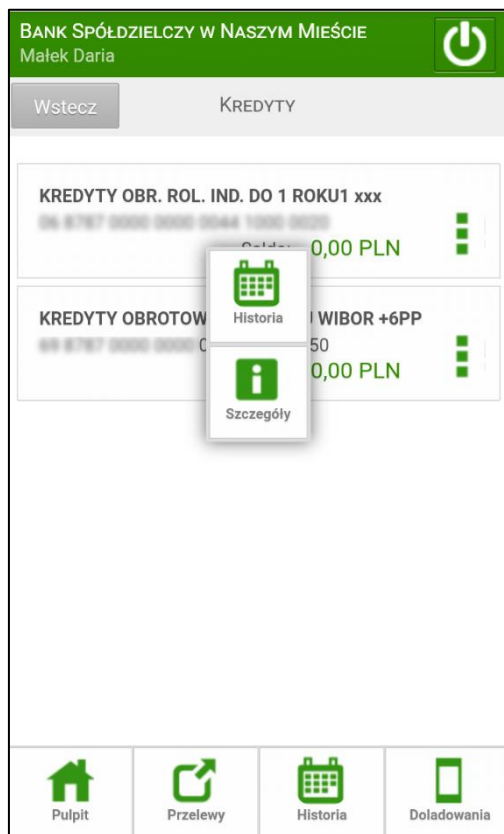 BANK SPÓŁDZIELCZY W NASZYM MIEŚCIE
Małek Daria
Wstecz
KREDYTY
KREDYTY OBR. ROL. IND. DO 1 ROKU1 xxx
0,00 PLN
Historia
KREDYTY OBROTOW WIBOR +6PP
50
0,00 PLN
Szczegóły
Pulpit
Przelewy
Historia
Doladowania